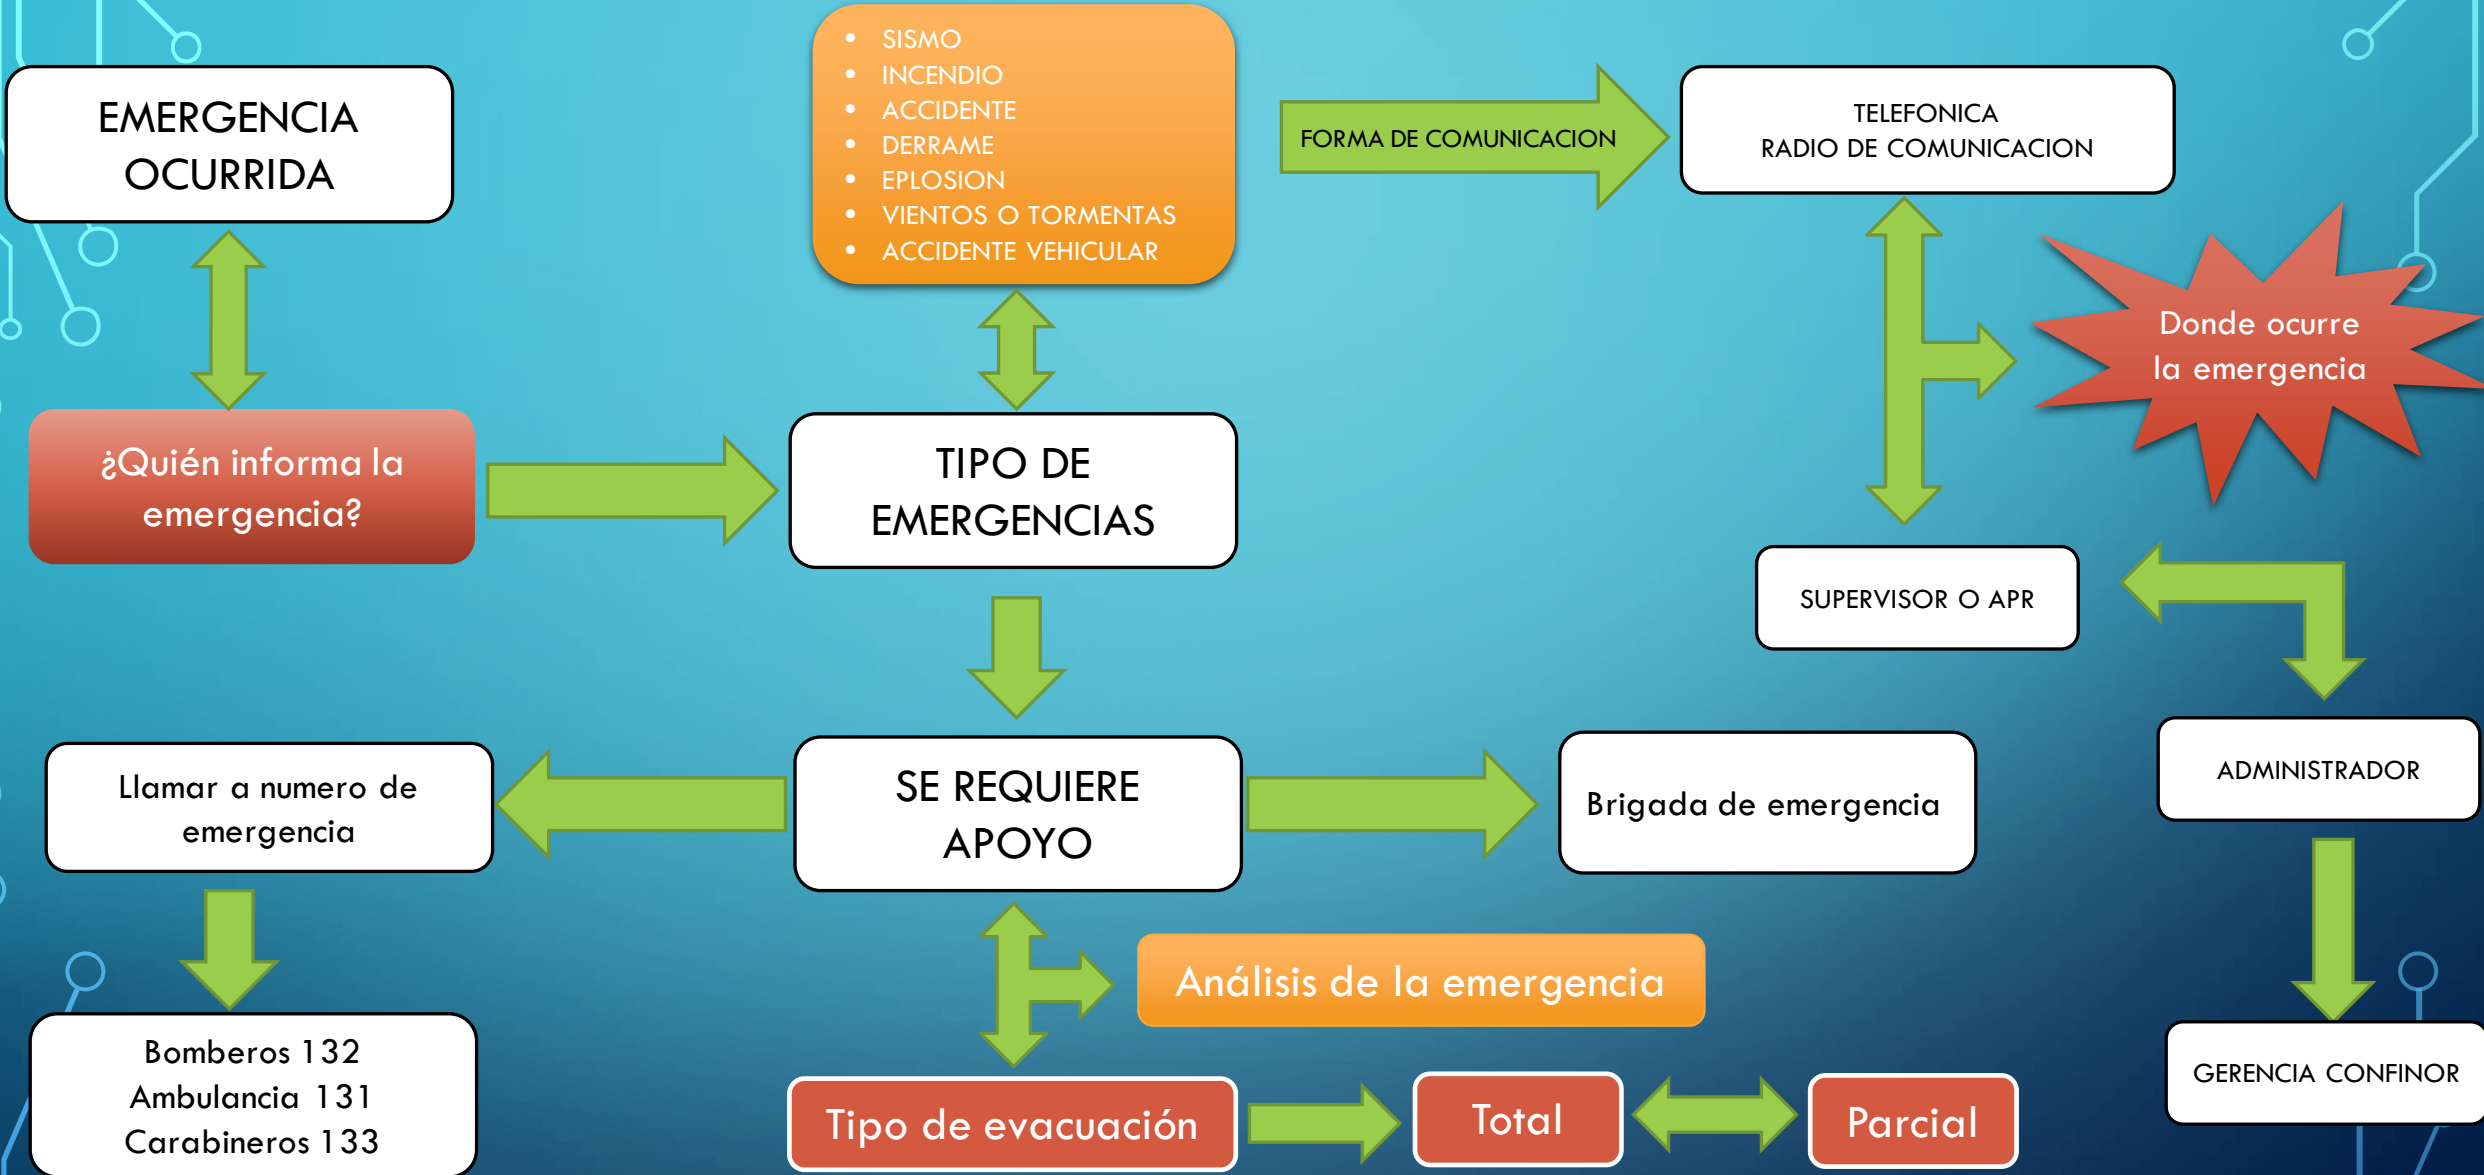 EMERGENCIA
OCURRIDA
• SISMO
• INCENDIO
• ACCIDENTE
• DERRAME
• EPLOSION
• VIENTOS O TORMENTAS
• ACCIDENTE VEHICULAR
FORMA DE COMUNICACION
TELEFONICA
RADIO DE COMUNICACION
Donde ocurre
la emergencia
¿Quién informa la
emergencia?
TIPO DE
EMERGENCIAS
SUPERVISOR O APR
Llamar a numero de
emergencia
SE REQUIERE
APOYO
Brigada de emergencia
ADMINISTRADOR
Análisis de la emergencia
Bomberos 132
Ambulancia 131
Carabineros 133
Tipo de evacuación
Total
Parcial
GERENCIA CONFINOR